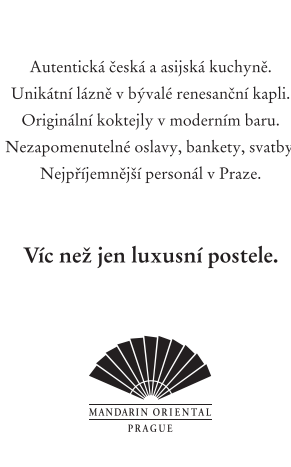 Autentická česká a asijská kuchyně.
Unikátní lázně v bývalé renesanční kapli.
Originální koktejly v moderním baru.
Nezapomenutelné oslavy, bankety, svatby
Nejpříjemnější personál v Praze.
Víc než jen luxusní postele.
MANDARIN ORIENTAL
PRAGUE